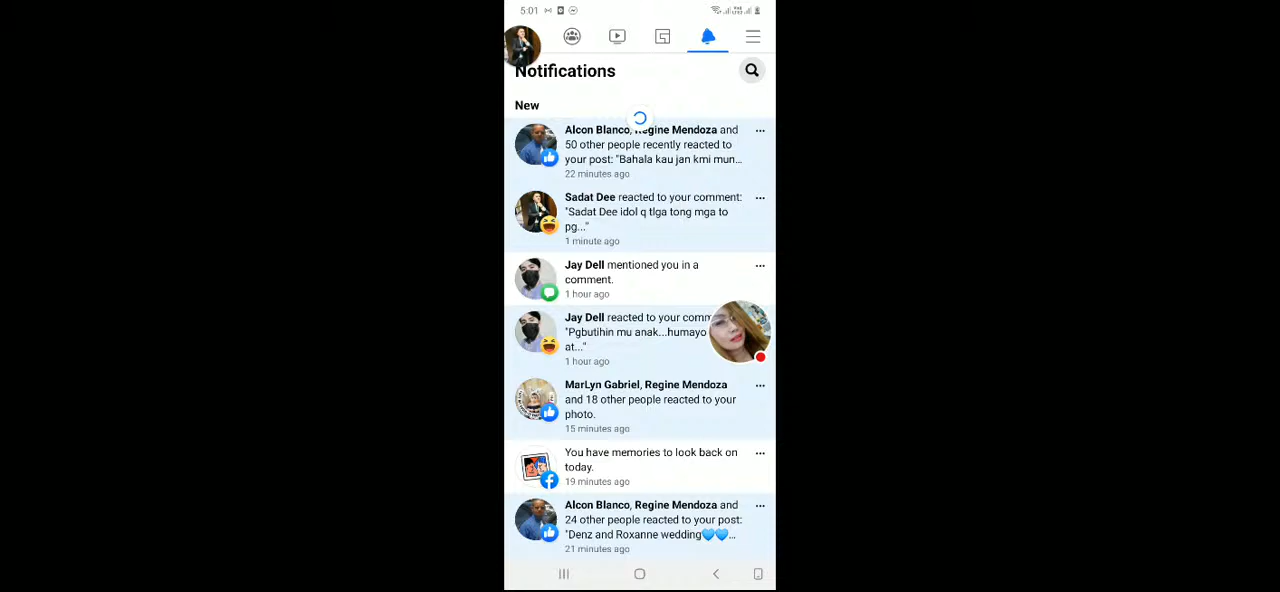 5:01
Notifications
New
Alcon Blanco, Regine Mendoza and
50 other people recently reacted to
your post: "Bahala kau jan kmi mun...
22 minutes ago
Sadat Dee reacted to your comment:
"Sadat Dee idol q tlga tong mga to
pg..."
1 minute ago
Jay Dell mentioned you in a
comment.
1 hour ago
Jay Dell reacted to your comm
"Pgbutihin mu anak...humayo
at..."
1 hour ago
MarLyn Gabriel, Regine Mendoza
and 18 other people reacted to your
photo.
15 minutes ago
You have memories to look back on
today.
19 minutes ago
Alcon Blanco, Regine Mendoza and
24 other people reacted to your post:
"Denz and Roxanne wedding💙💙...
21 minutes ago